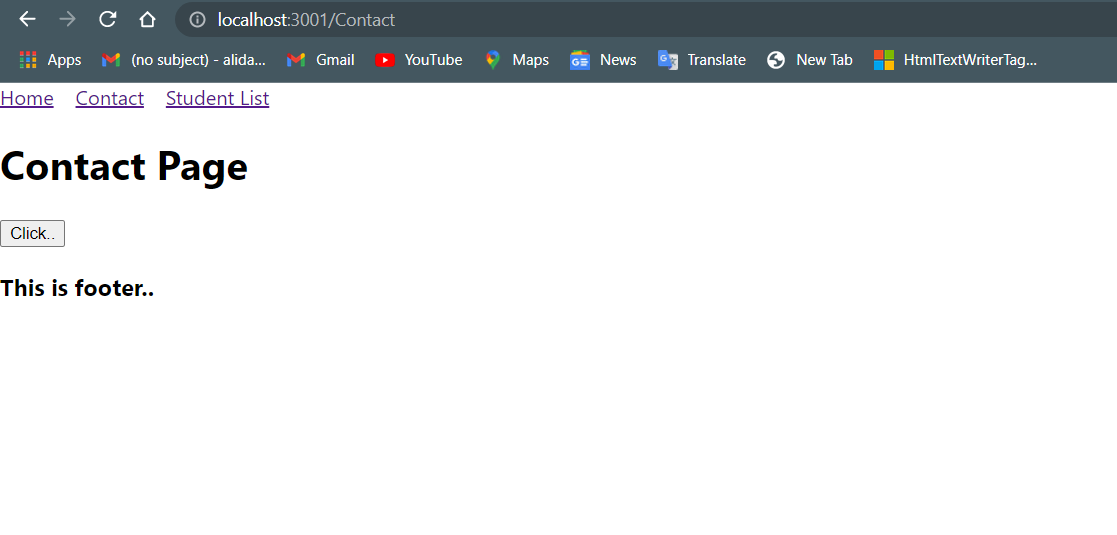 localhost:3001/Contact
Apps (no subject) - alida... Gmail YouTube Maps News Translate New Tab HtmlTextWriterTag...
Home Contact Student List
Contact Page
Click..
This is footer..